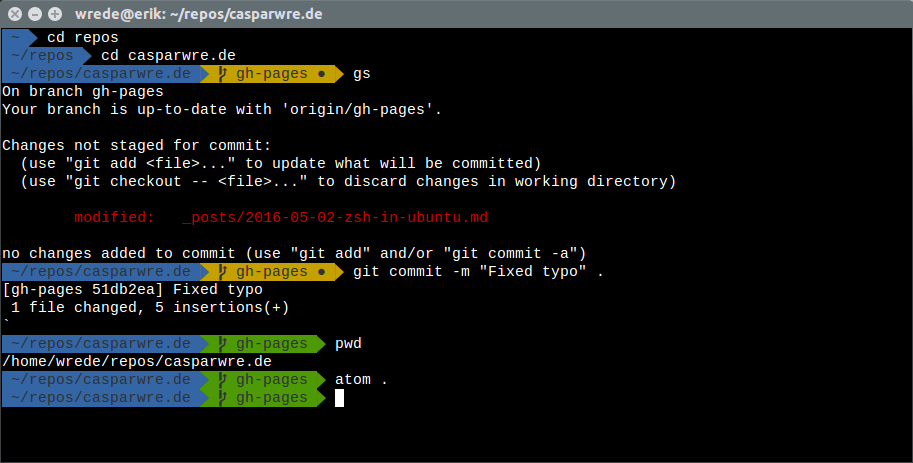 wrede@erik: ~/repos/casparwre.de
~ cd repos
~/repos cd casparwre.de
~/repos/casparwre.de gh-pages ● gs
On branch gh-pages
Your branch is up-to-date with 'origin/gh-pages'.
Changes not staged for commit:
(use "git add <file>..." to update what will be committed)
(use "git checkout -- <file>..." to discard changes in working directory)
modified: _posts/2016-05-02-zsh-in-ubuntu.md
no changes added to commit (use "git add" and/or "git commit -a")
~/repos/casparwre.de gh-pages ● git commit -m "Fixed typo" .
[gh-pages 51db2ea] Fixed typo
1 file changed, 5 insertions(+)
`
~/repos/casparwre.de gh-pages pwd
/home/wrede/repos/casparwre.de
~/repos/casparwre.de gh-pages atom .
~/repos/casparwre.de gh-pages